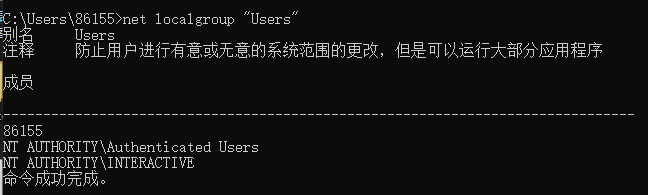 C:\Users\86155>net localgroup "Users"
别名     Users
注释     防止用户进行有意或无意的系统范围的更改，但是可以运行大部分应用程序
成员
-------------------------------------------------------------------------------
86155
NT AUTHORITY\Authenticated Users
NT AUTHORITY\INTERACTIVE
命令成功完成。